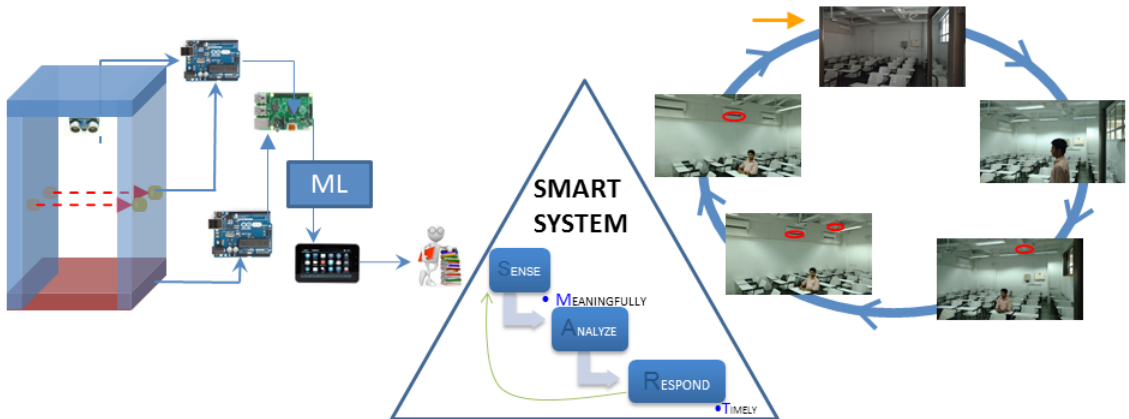 ML
SMART
SYSTEM
SENSE
• MEANINGFULLY
ANALYZE
RESPOND
• TIMELY